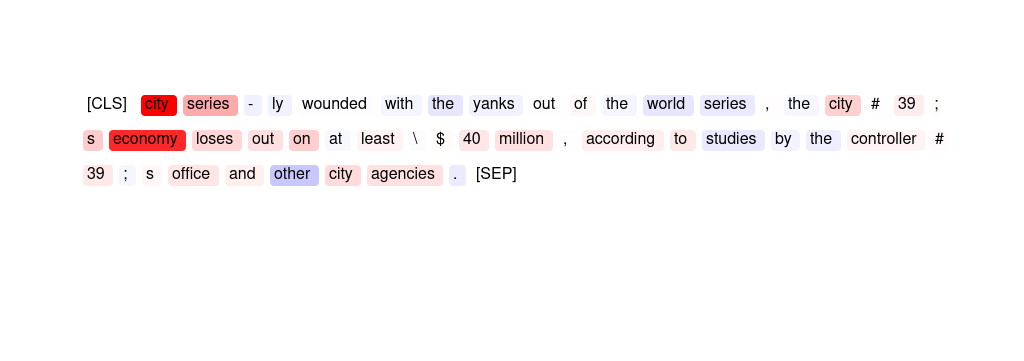 [CLS] city series - ly wounded with the yanks out of the world series , the city # 39 ;
s economy loses out on at least \ $ 40 million , according to studies by the controller #
39 ; s office and other city agencies . [SEP]